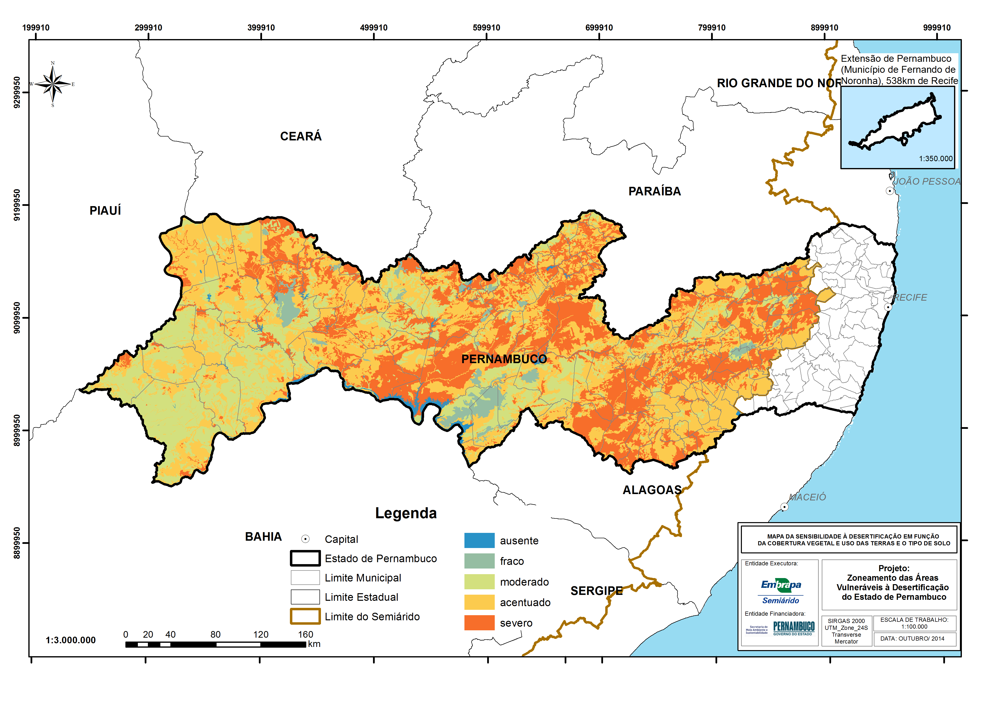 199910 299910 399910 499910 599910 699910 799910 899910 999910
9299950
9199950
9099950
8999950
8899950
N
W E
S
Extensão de Pernambuco
(Município de Fernando de
Noronha), 538km de Recife
1:350.000
RIO GRANDE DO NOR
CEARÁ
PARAÍBA
JOÃO PESSOA
PIAUÍ
RECIFE
PERNAMBUCO
ALAGOAS
MACEIÓ
BAHIA
SERGIPE
Legenda
Capital
Estado de Pernambuco
Limite Municipal
Limite Estadual
Limite do Semiárido
ausente
fraco
moderado
acentuado
severo
1:3.000.000
0 20 40 80 120 160
km
MAPA DA SENSIBILIDADE À DESERTIFICAÇÃO EM FUNÇÃO
DA COBERTURA VEGETAL E USO DAS TERRAS E O TIPO DE SOLO
Entidade Executora:
Embrapa
Semiárido
Entidade Financiadora:
Secretaria de
Meio Ambiente e
Sustentabilidade
PERNAMBUCO
GOVERNO DO ESTADO
Projeto:
Zoneamento das Áreas
Vulneráveis à Desertificação
do Estado de Pernambuco
SIRGAS 2000
UTM_Zone_24S
Transverse
Mercator
ESCALA DE TRABALHO:
1:100.000
DATA: OUTUBRO/ 2014